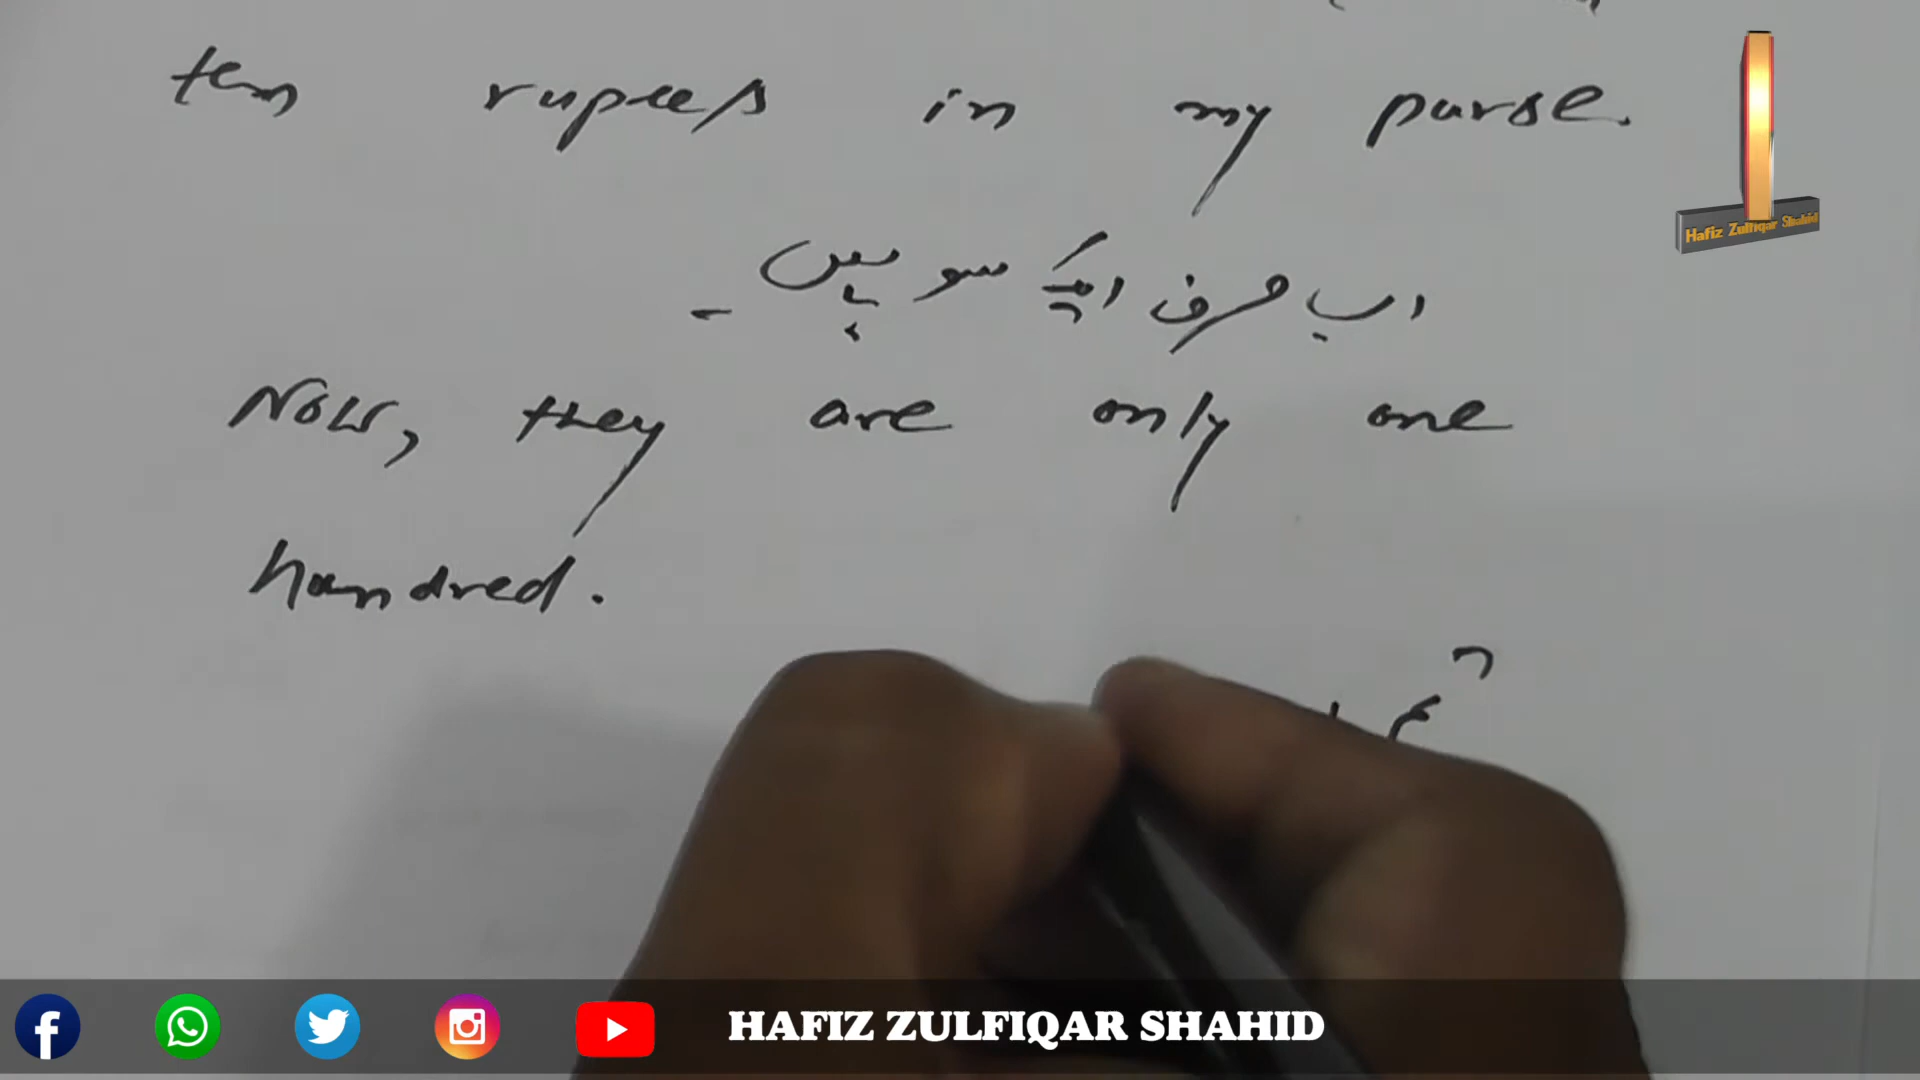 ten rupees in my purse.
اب صرف ایک سو ہیں ۔
Now, they are only one
hundred.
Hafiz Zulfiqar Shahid
HAFIZ ZULFIQAR SHAHID